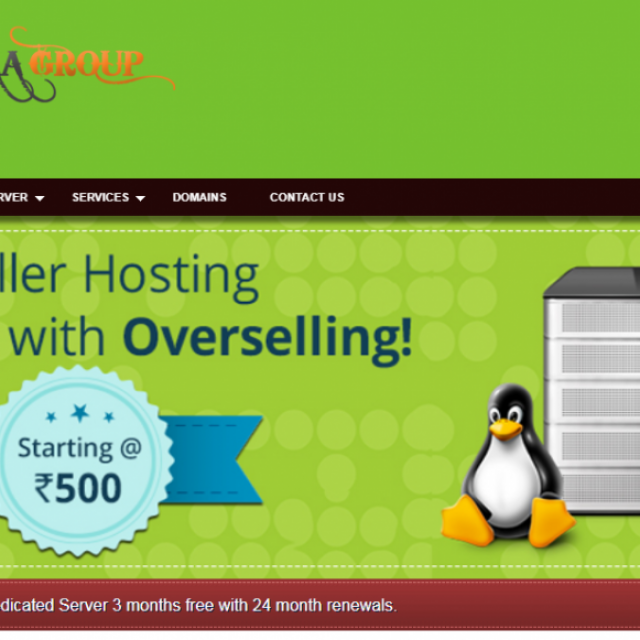 A GROUP
RVER SERVICES DOMAINS CONTACT US
ller Hosting
with Overselling!
Starting @
₹500
dicated Server 3 months free with 24 month renewals.